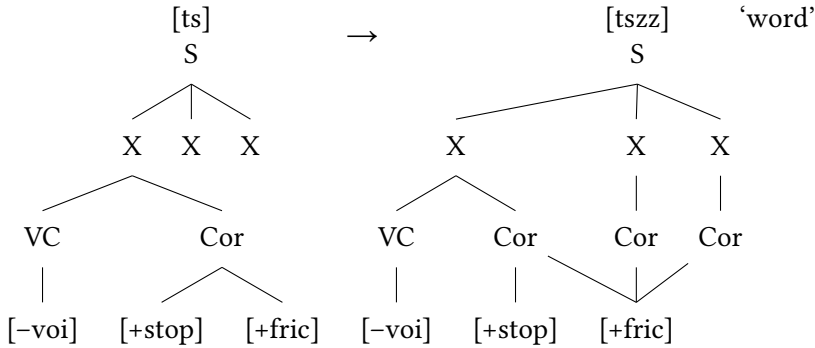 [ts] → [tszz] ‘word’
S S
X X X X X X
VC Cor VC Cor Cor Cor
[−voi] [+stop] [+fric] [−voi] [+stop] [+fric]